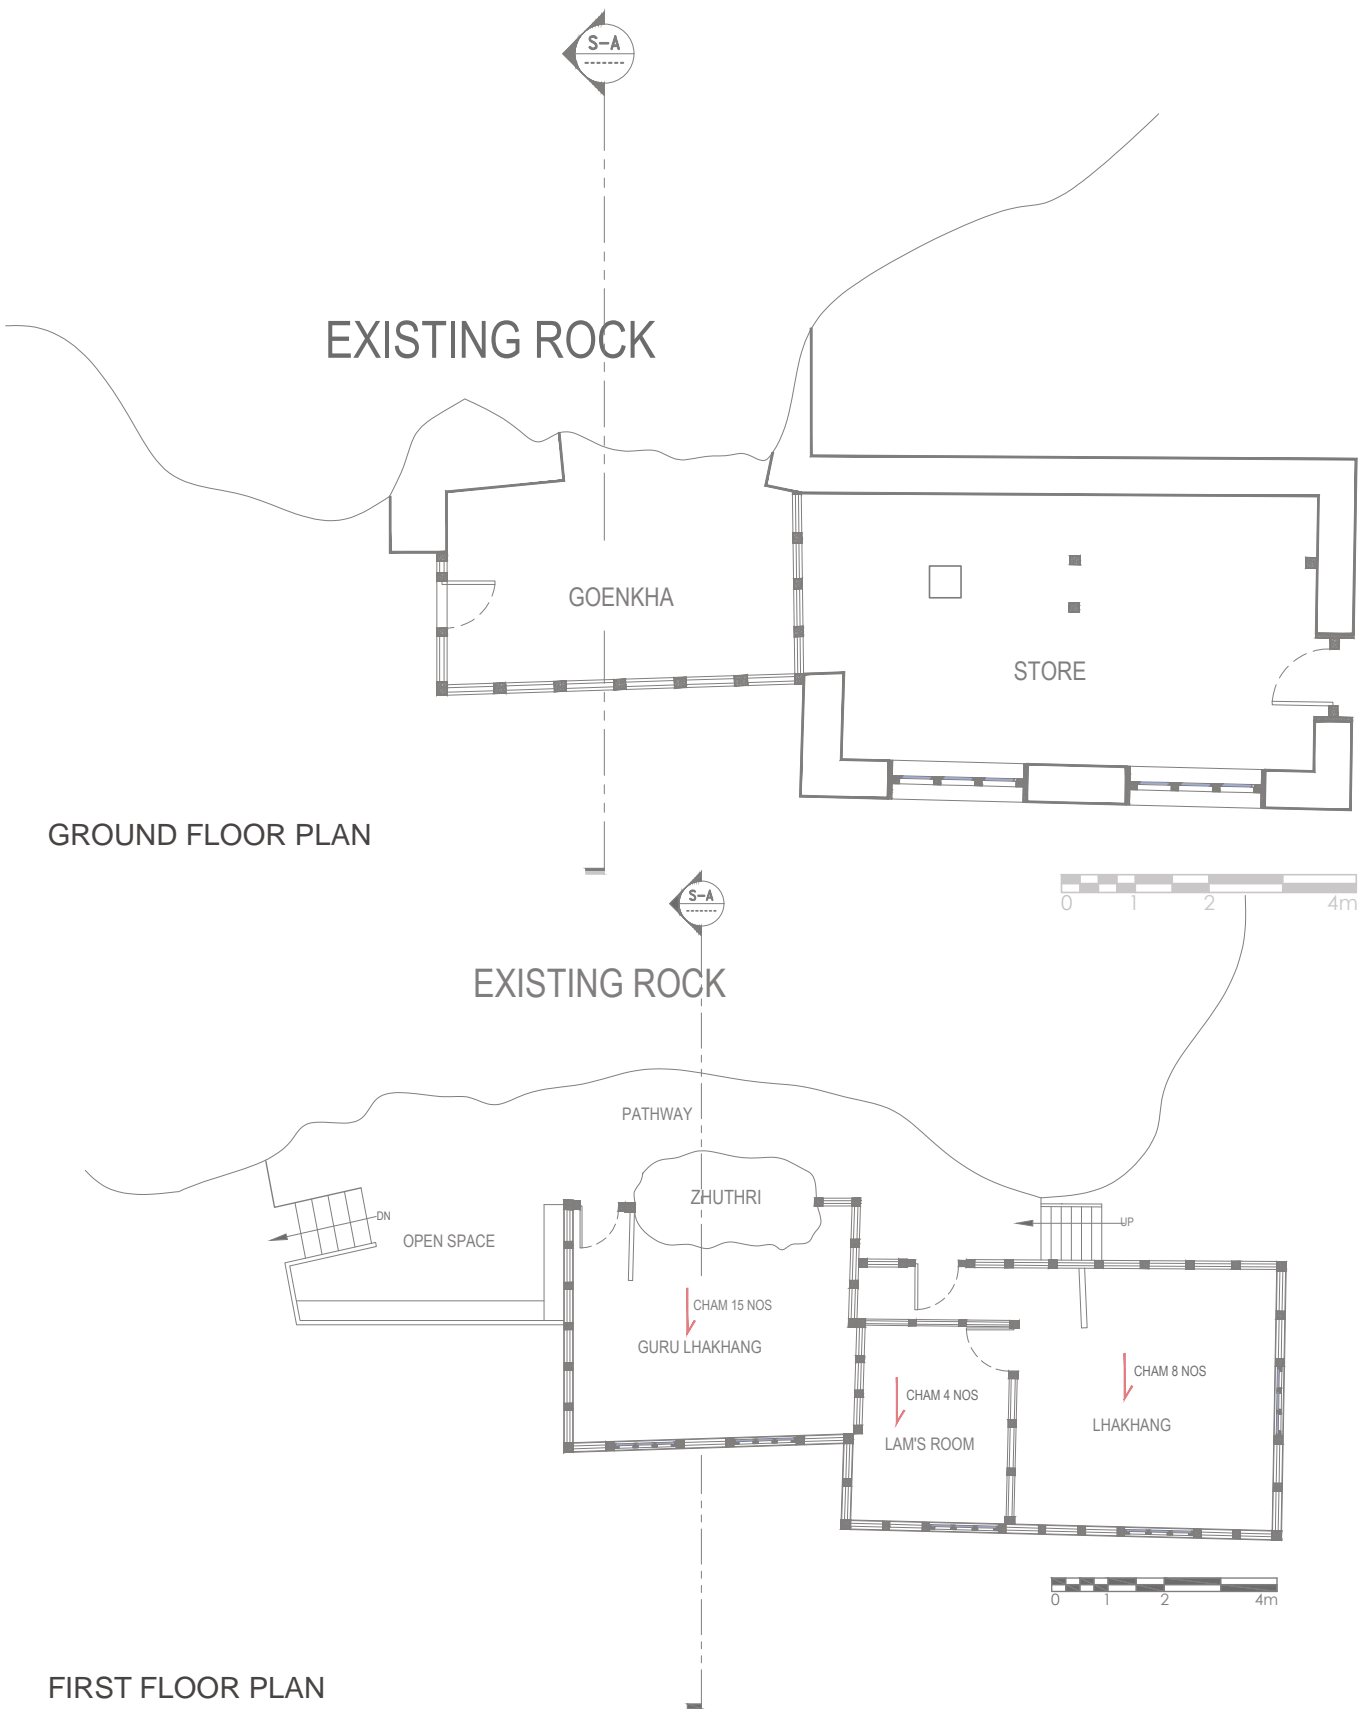 S-A
EXISTING ROCK
GOENKHA
STORE
GROUND FLOOR PLAN
0 1 2 4m
S-A
EXISTING ROCK
PATHWAY
ZHUTHRI
DN
UP
OPEN SPACE
CHAM 15 NOS
GURU LHAKHANG
CHAM 8 NOS
CHAM 4 NOS
LHAKHANG
LAM'S ROOM
0 1 2 4m
FIRST FLOOR PLAN